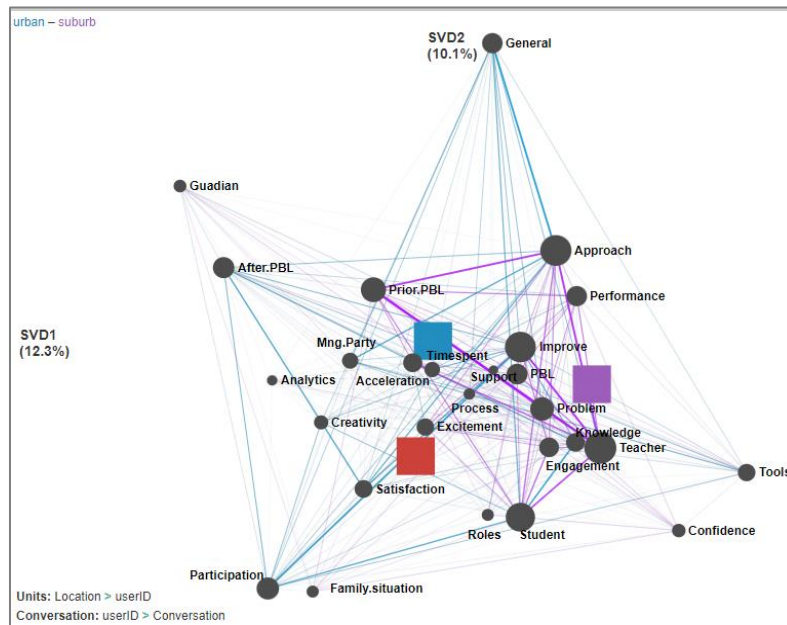 urban – suburb
SVD2
(10.1%)
General
Guadian
After.PBL
Approach
Prior.PBL
Performance
SVD1
(12.3%)
Mng.Party
Timespent
Improve
Analytics
Acceleration
Support
PBL
Process
Creativity
Excitement
Problem
Knowledge
Teacher
Engagement
Satisfaction
Tools
Roles
Student
Confidence
Participation
Family.situation
Units: Location > userID
Conversation: userID > Conversation